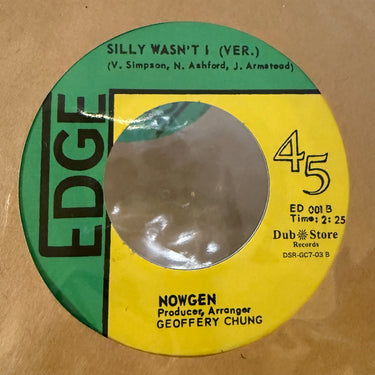 SILLY WASN'T I (VER.)
(V. Simpson, N. Ashford, J. Armstead)
EDGE
45
ED 001 B
Time: 2:25
Dub Store
Records
DSR-GC7-03 B
NOWGEN
Producer, Arranger
GEOFFERY CHUNG